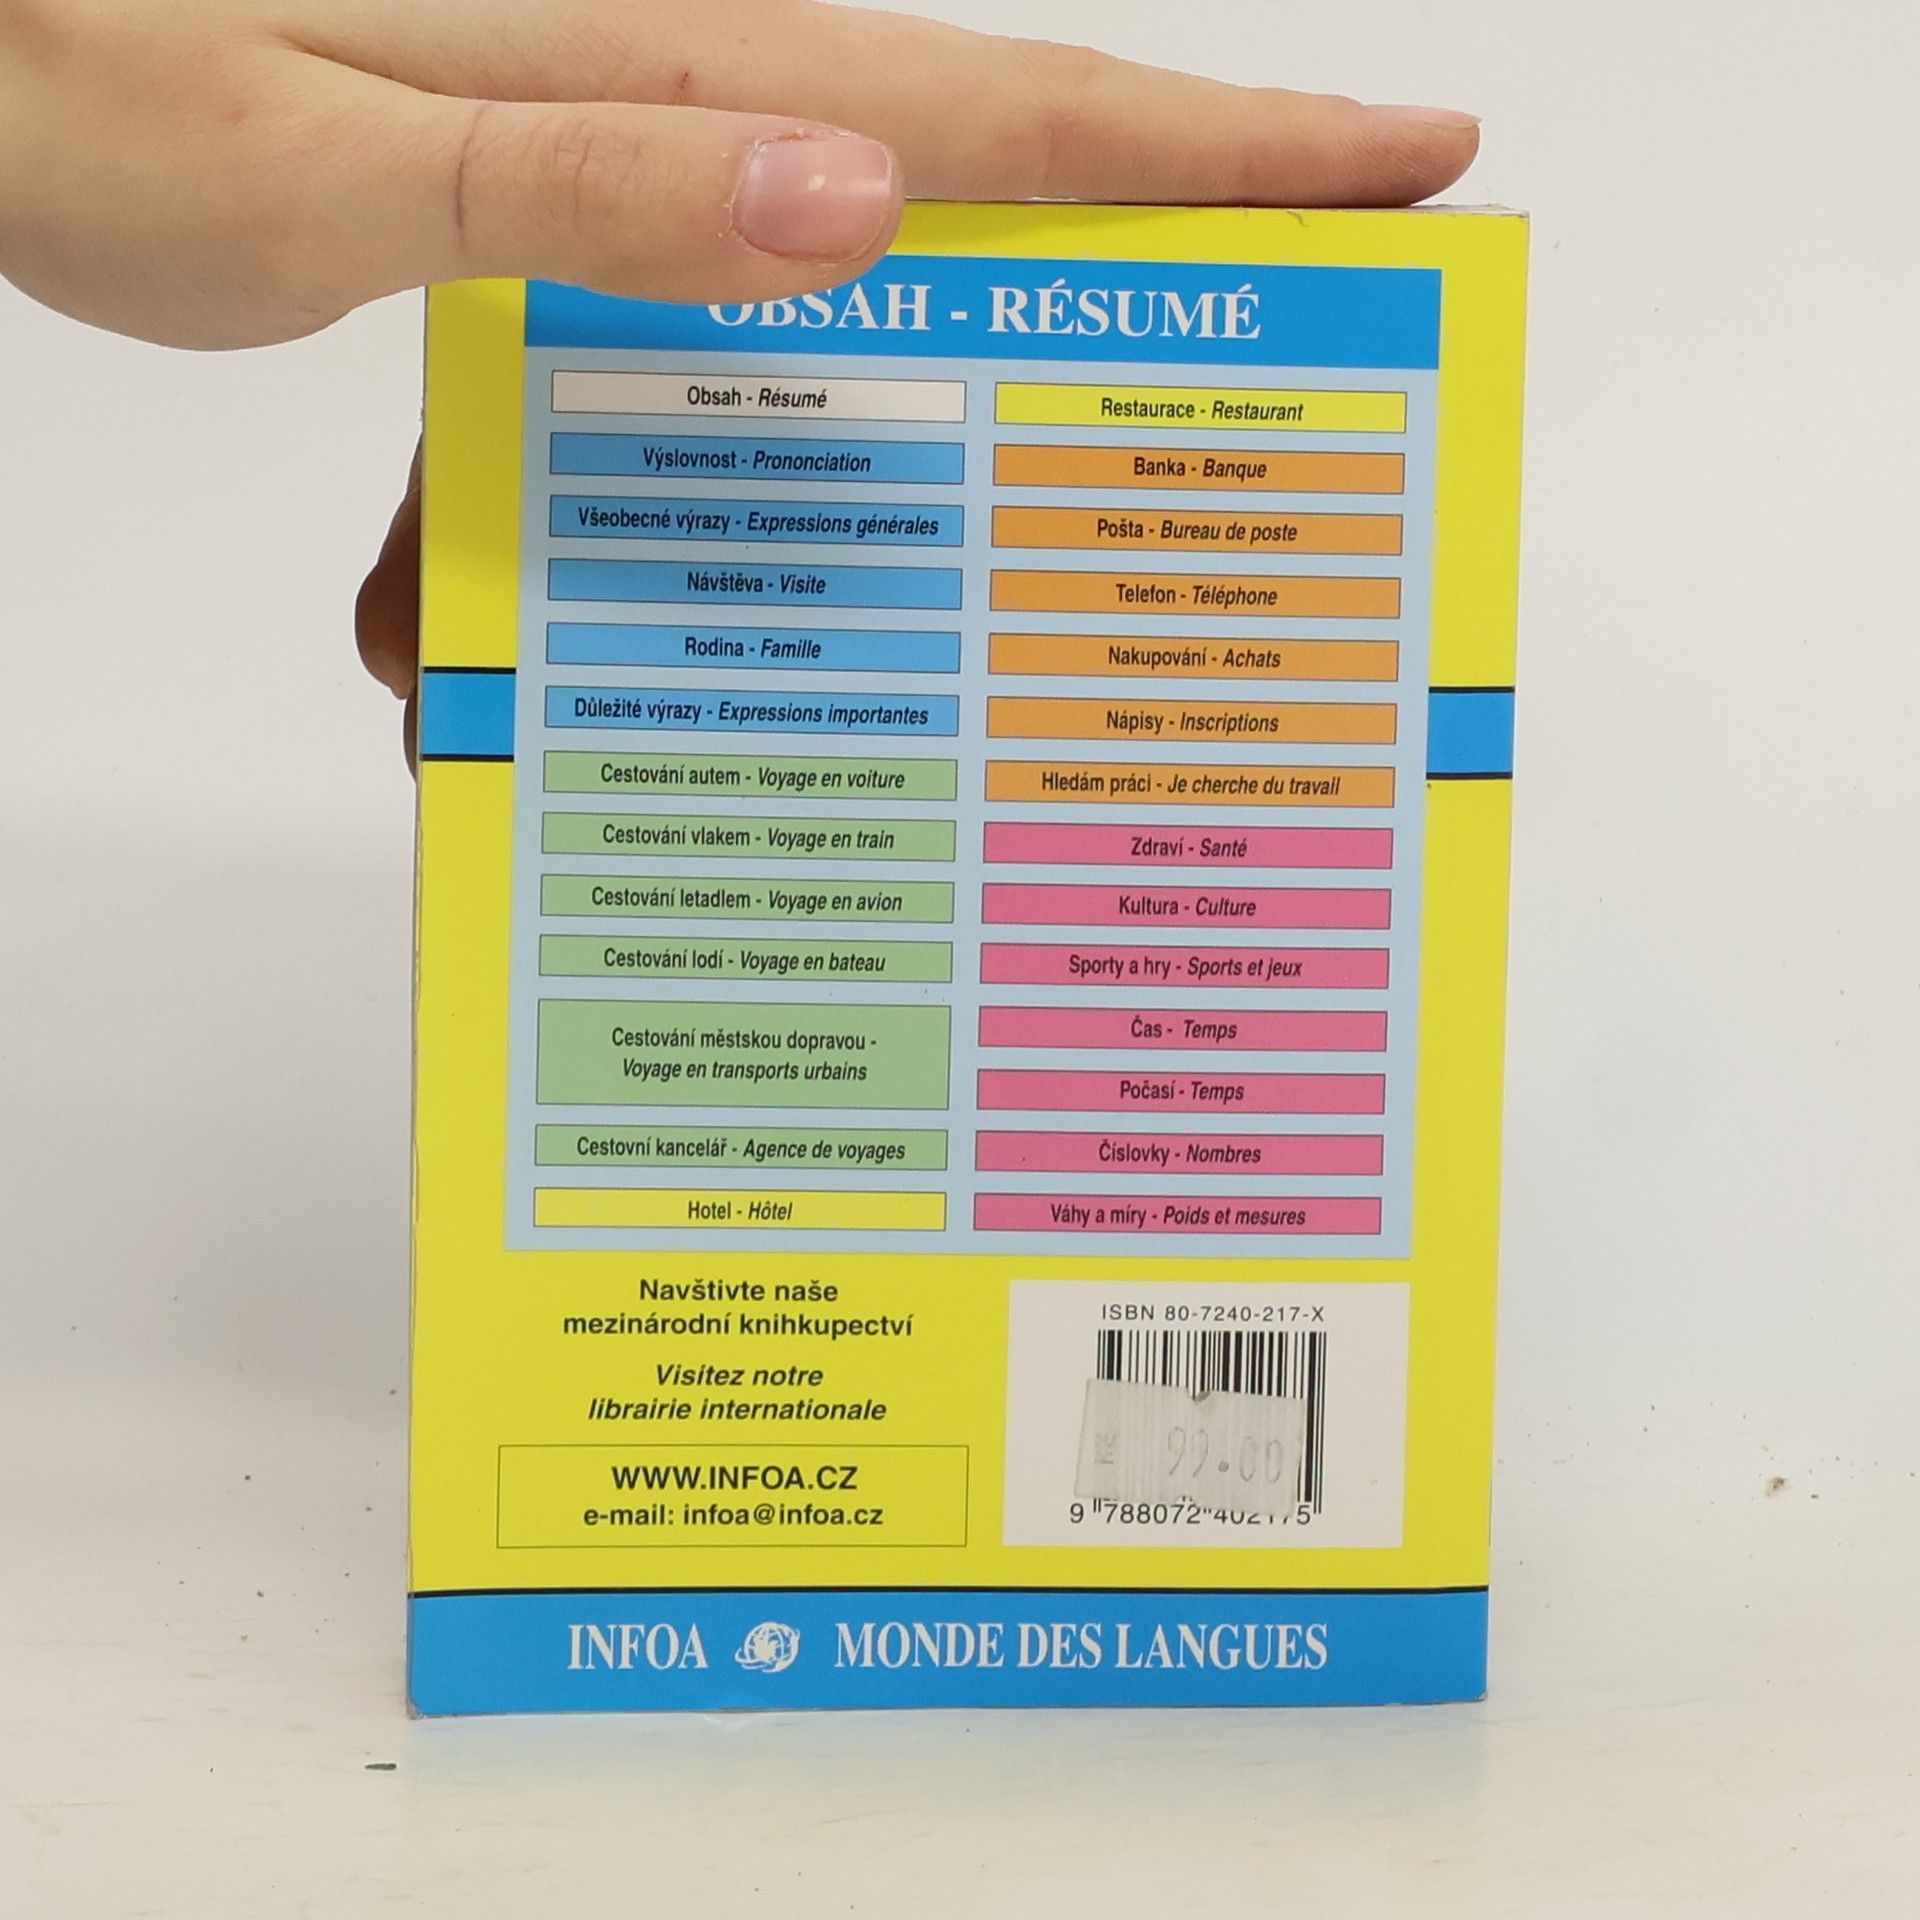 OBSAH - RÉSUMÉ
Obsah - Résumé
Výslovnost - Prononciation
Všeobecné výrazy - Expressions générales
Návštěva - Visite
Rodina - Famille
Důležité výrazy - Expressions importantes
Cestování autem - Voyage en voiture
Cestování vlakem - Voyage en train
Cestování letadlem - Voyage en avion
Cestování lodí - Voyage en bateau
Cestování městskou dopravou -
Voyage en transports urbains
Cestovní kancelář - Agence de voyages
Hotel - Hôtel
Restaurace - Restaurant
Banka - Banque
Pošta - Bureau de poste
Telefon - Téléphone
Nakupování - Achats
Nápisy - Inscriptions
Hledám práci - Je cherche du travail
Zdraví - Santé
Kultura - Culture
Sporty a hry - Sports et jeux
Čas - Temps
Počasí - Temps
Číslovky - Nombres
Váhy a míry - Poids et mesures
Navštivte naše
mezinárodní knihkupectví
Visitez notre
librairie internationale
WWW.INFOA.CZ
e-mail: infoa@infoa.cz
ISBN 80-7240-217-X
99.00
9 788072 402175
INFOA MONDE DES LANGUES